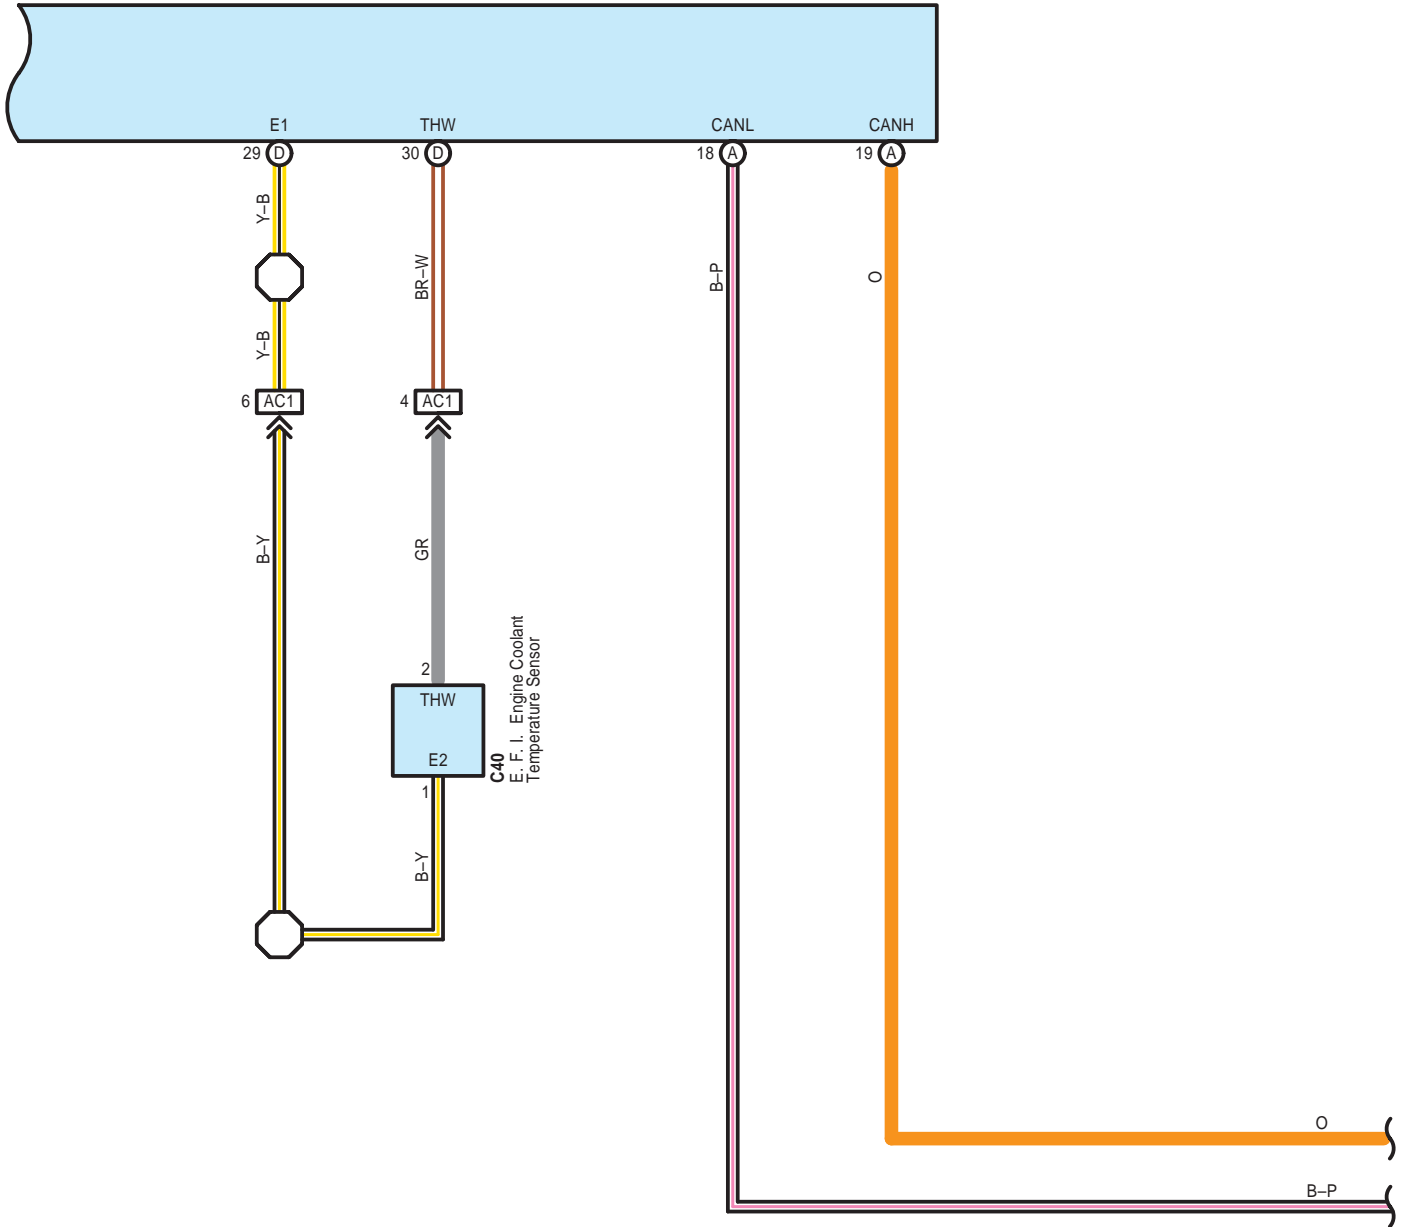 E1
THW
CANL
CANH
29 D
30 D
18 A
19 A
Y–B
BR–W
B–P
O
Y–B
6 AC1
4 AC1
B–Y
GR
2
THW
E2
1
C40
E. F. I. Engine Coolant
Temperature Sensor
B–Y
O
B–P